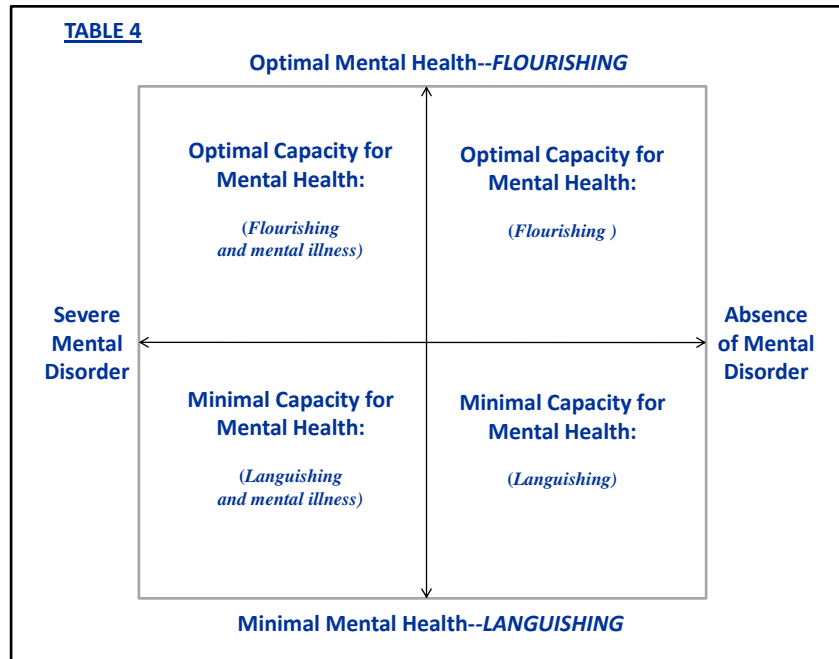 TABLE 4
Optimal Mental Health--FLOURISHING
Optimal Capacity for
Mental Health:
(Flourishing
and mental illness)
Optimal Capacity for
Mental Health:
(Flourishing )
Severe
Mental
Disorder
Absence
of Mental
Disorder
Minimal Capacity for
Mental Health:
(Languishing
and mental illness)
Minimal Capacity for
Mental Health:
(Languishing)
Minimal Mental Health--LANGUISHING